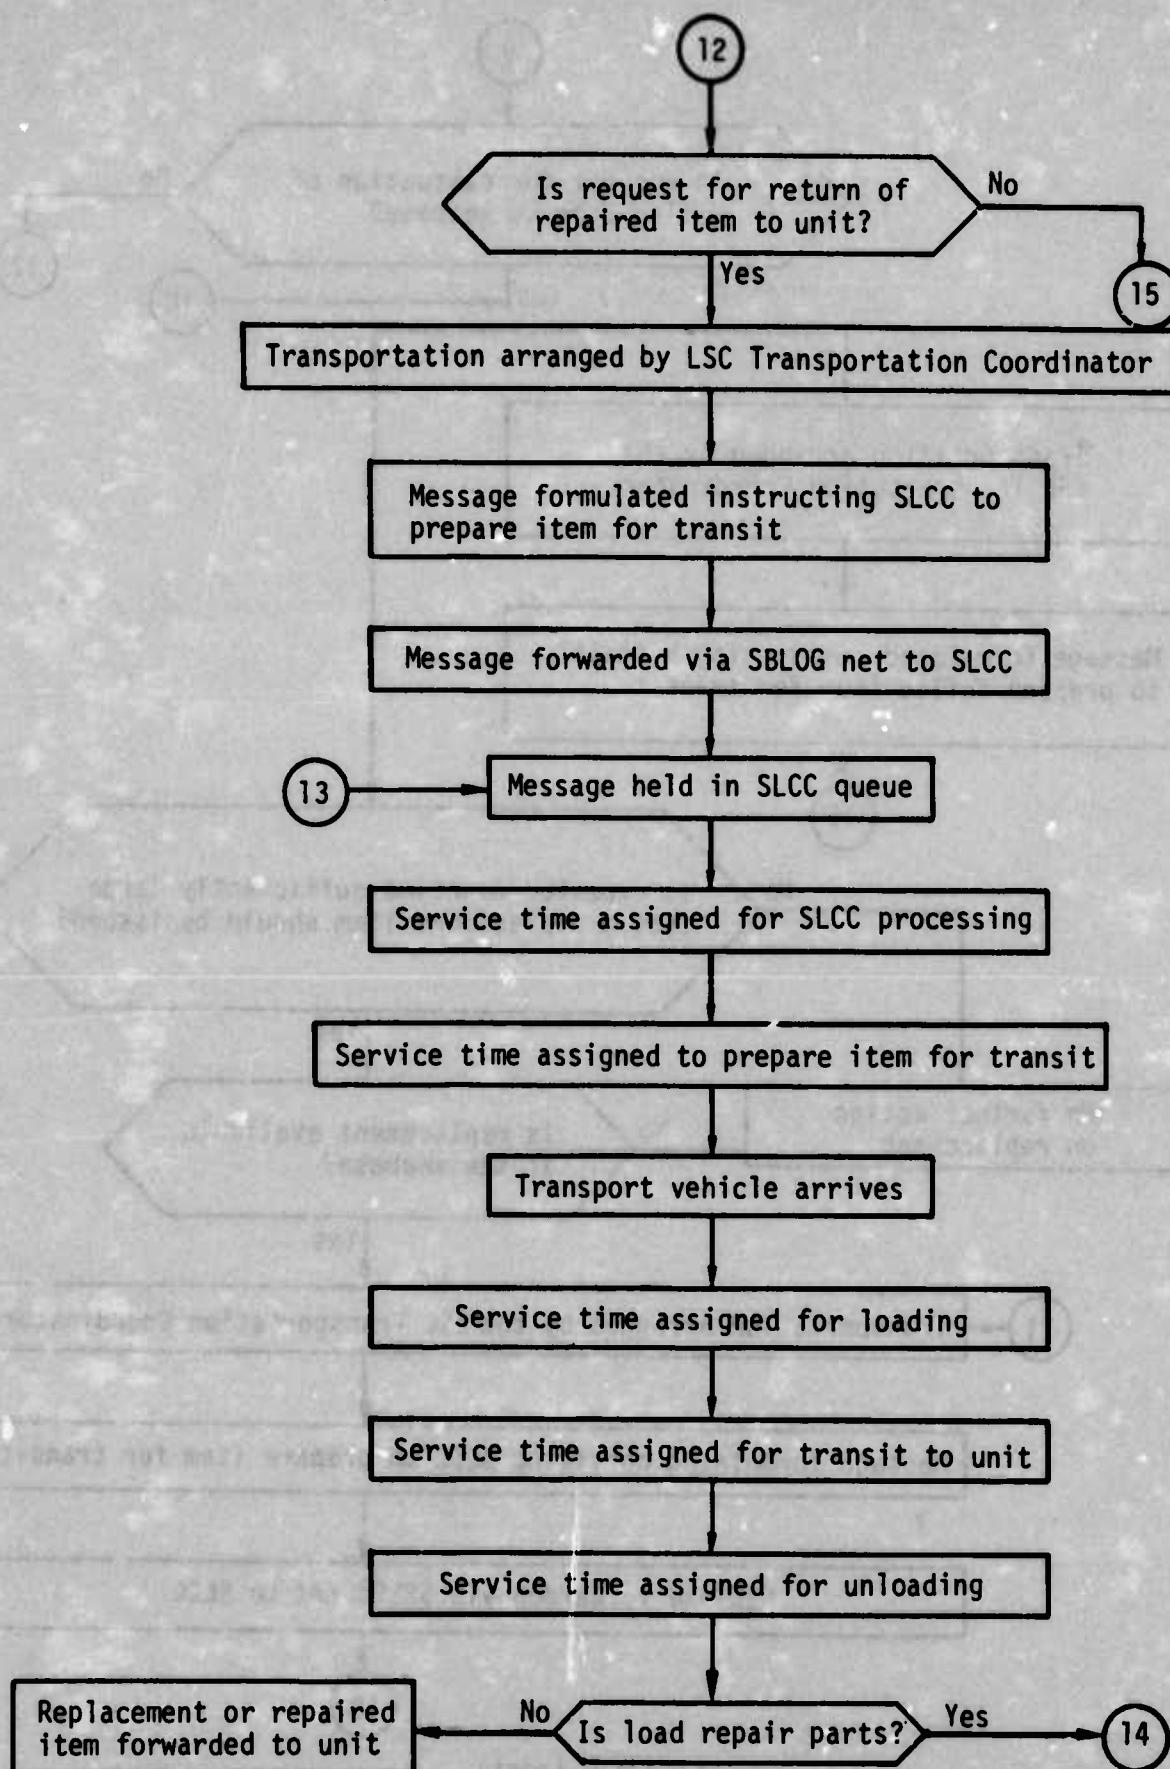 12
Is request for return of
repaired item to unit?
No
Yes
15
Transportation arranged by LSC Transportation Coordinator
Message formulated instructing SLCC to
prepare item for transit
Message forwarded via SBLOG net to SLCC
13
Message held in SLCC queue
Service time assigned for SLCC processing
Service time assigned to prepare item for transit
Transport vehicle arrives
Service time assigned for loading
Service time assigned for transit to unit
Service time assigned for unloading
Replacement or repaired
item forwarded to unit
No
Is load repair parts?
Yes
14